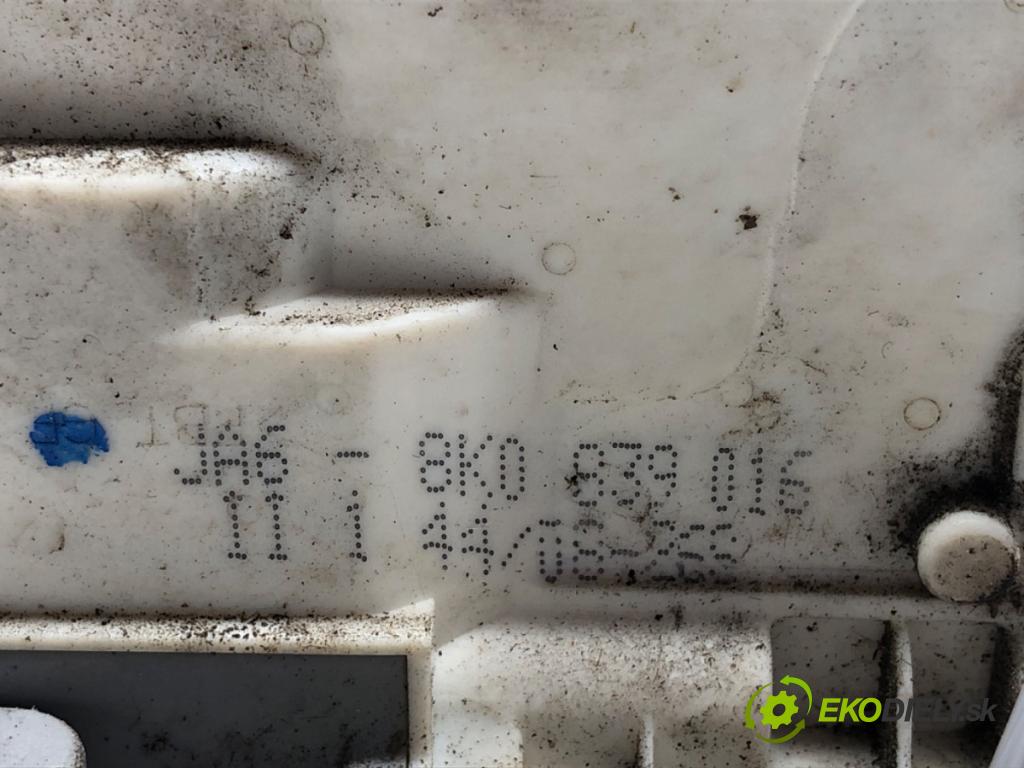 JA6 - 8K0 839 016
11 1 44/08
EKODIELY.sk